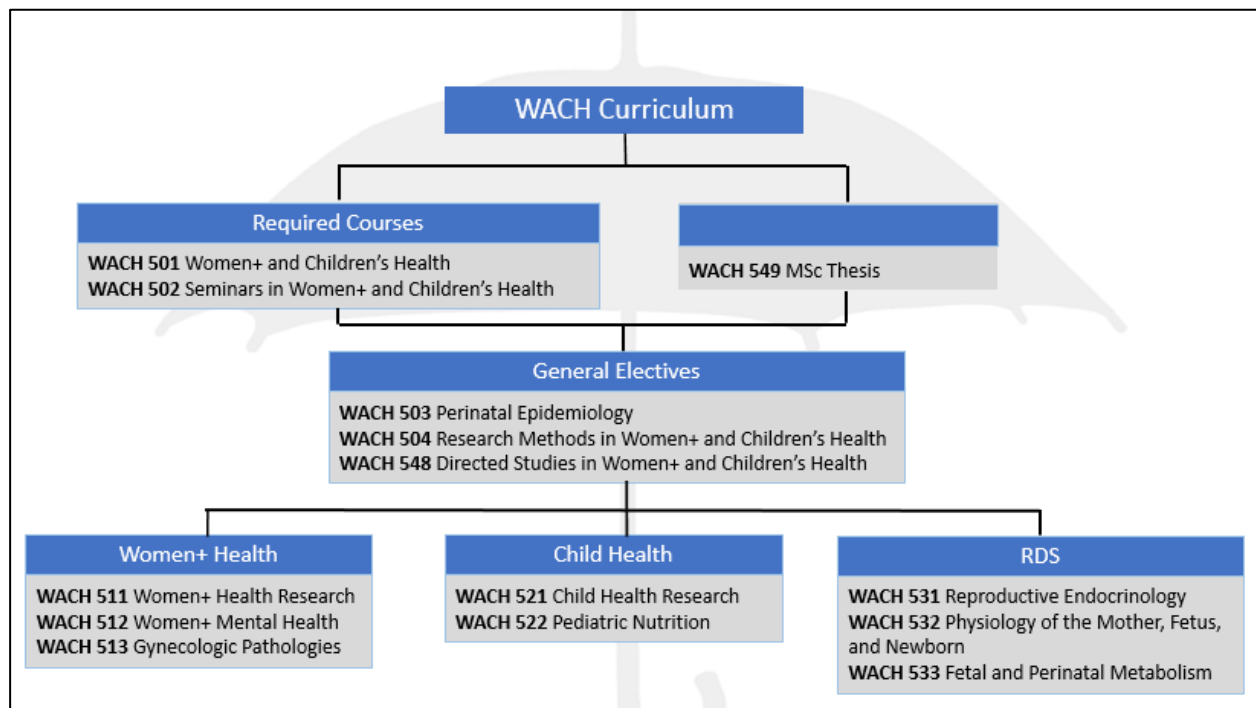 WACH Curriculum
Required Courses
WACH 501 Women+ and Children’s Health
WACH 502 Seminars in Women+ and Children’s Health
WACH 549 MSc Thesis
General Electives
WACH 503 Perinatal Epidemiology
WACH 504 Research Methods in Women+ and Children’s Health
WACH 548 Directed Studies in Women+ and Children’s Health
Women+ Health
WACH 511 Women+ Health Research
WACH 512 Women+ Mental Health
WACH 513 Gynecologic Pathologies
Child Health
WACH 521 Child Health Research
WACH 522 Pediatric Nutrition
RDS
WACH 531 Reproductive Endocrinology
WACH 532 Physiology of the Mother, Fetus,
and Newborn
WACH 533 Fetal and Perinatal Metabolism